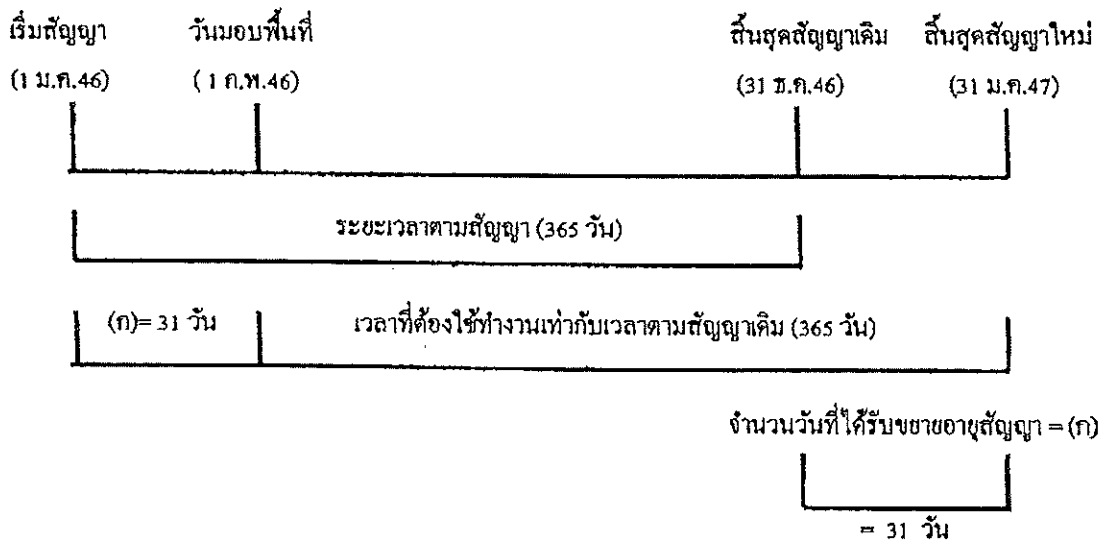 เริ่มสัญญา วันมอบพื้นที่ สิ้นสุดสัญญาเดิม สิ้นสุดสัญญาใหม่
(1 ม.ค.46) ( 1 ก.พ.46) (31 ธ.ค.46) (31 ม.ค.47)
ระยะเวลาตามสัญญา (365 วัน)
(ก)= 31 วัน เวลาที่ต้องใช้ทำงานเท่ากับเวลาตามสัญญาเดิม (365 วัน)
จำนวนวันที่ได้รับขยายอายุสัญญา = (ก)
= 31 วัน